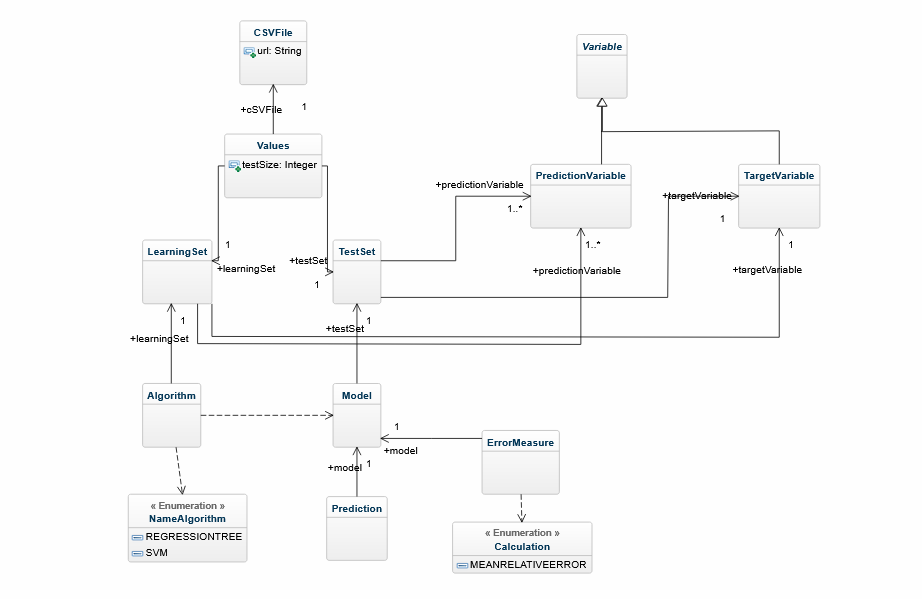 CSVFile
url: String
Variable
+cSVFile
1
Values
testSize: Integer
PredictionVariable
TargetVariable
+predictionVariable
1..*
+targetVariable
1
LearningSet
1
+learningSet
+testSet
1
TestSet
1..*
+predictionVariable
1
+targetVariable
1
+learningSet
1
+testSet
Algorithm
Model
1
+model
ErrorMeasure
+model
1
« Enumeration »
NameAlgorithm
REGRESSIONTREE
SVM
Prediction
« Enumeration »
Calculation
MEANRELATIVEERROR